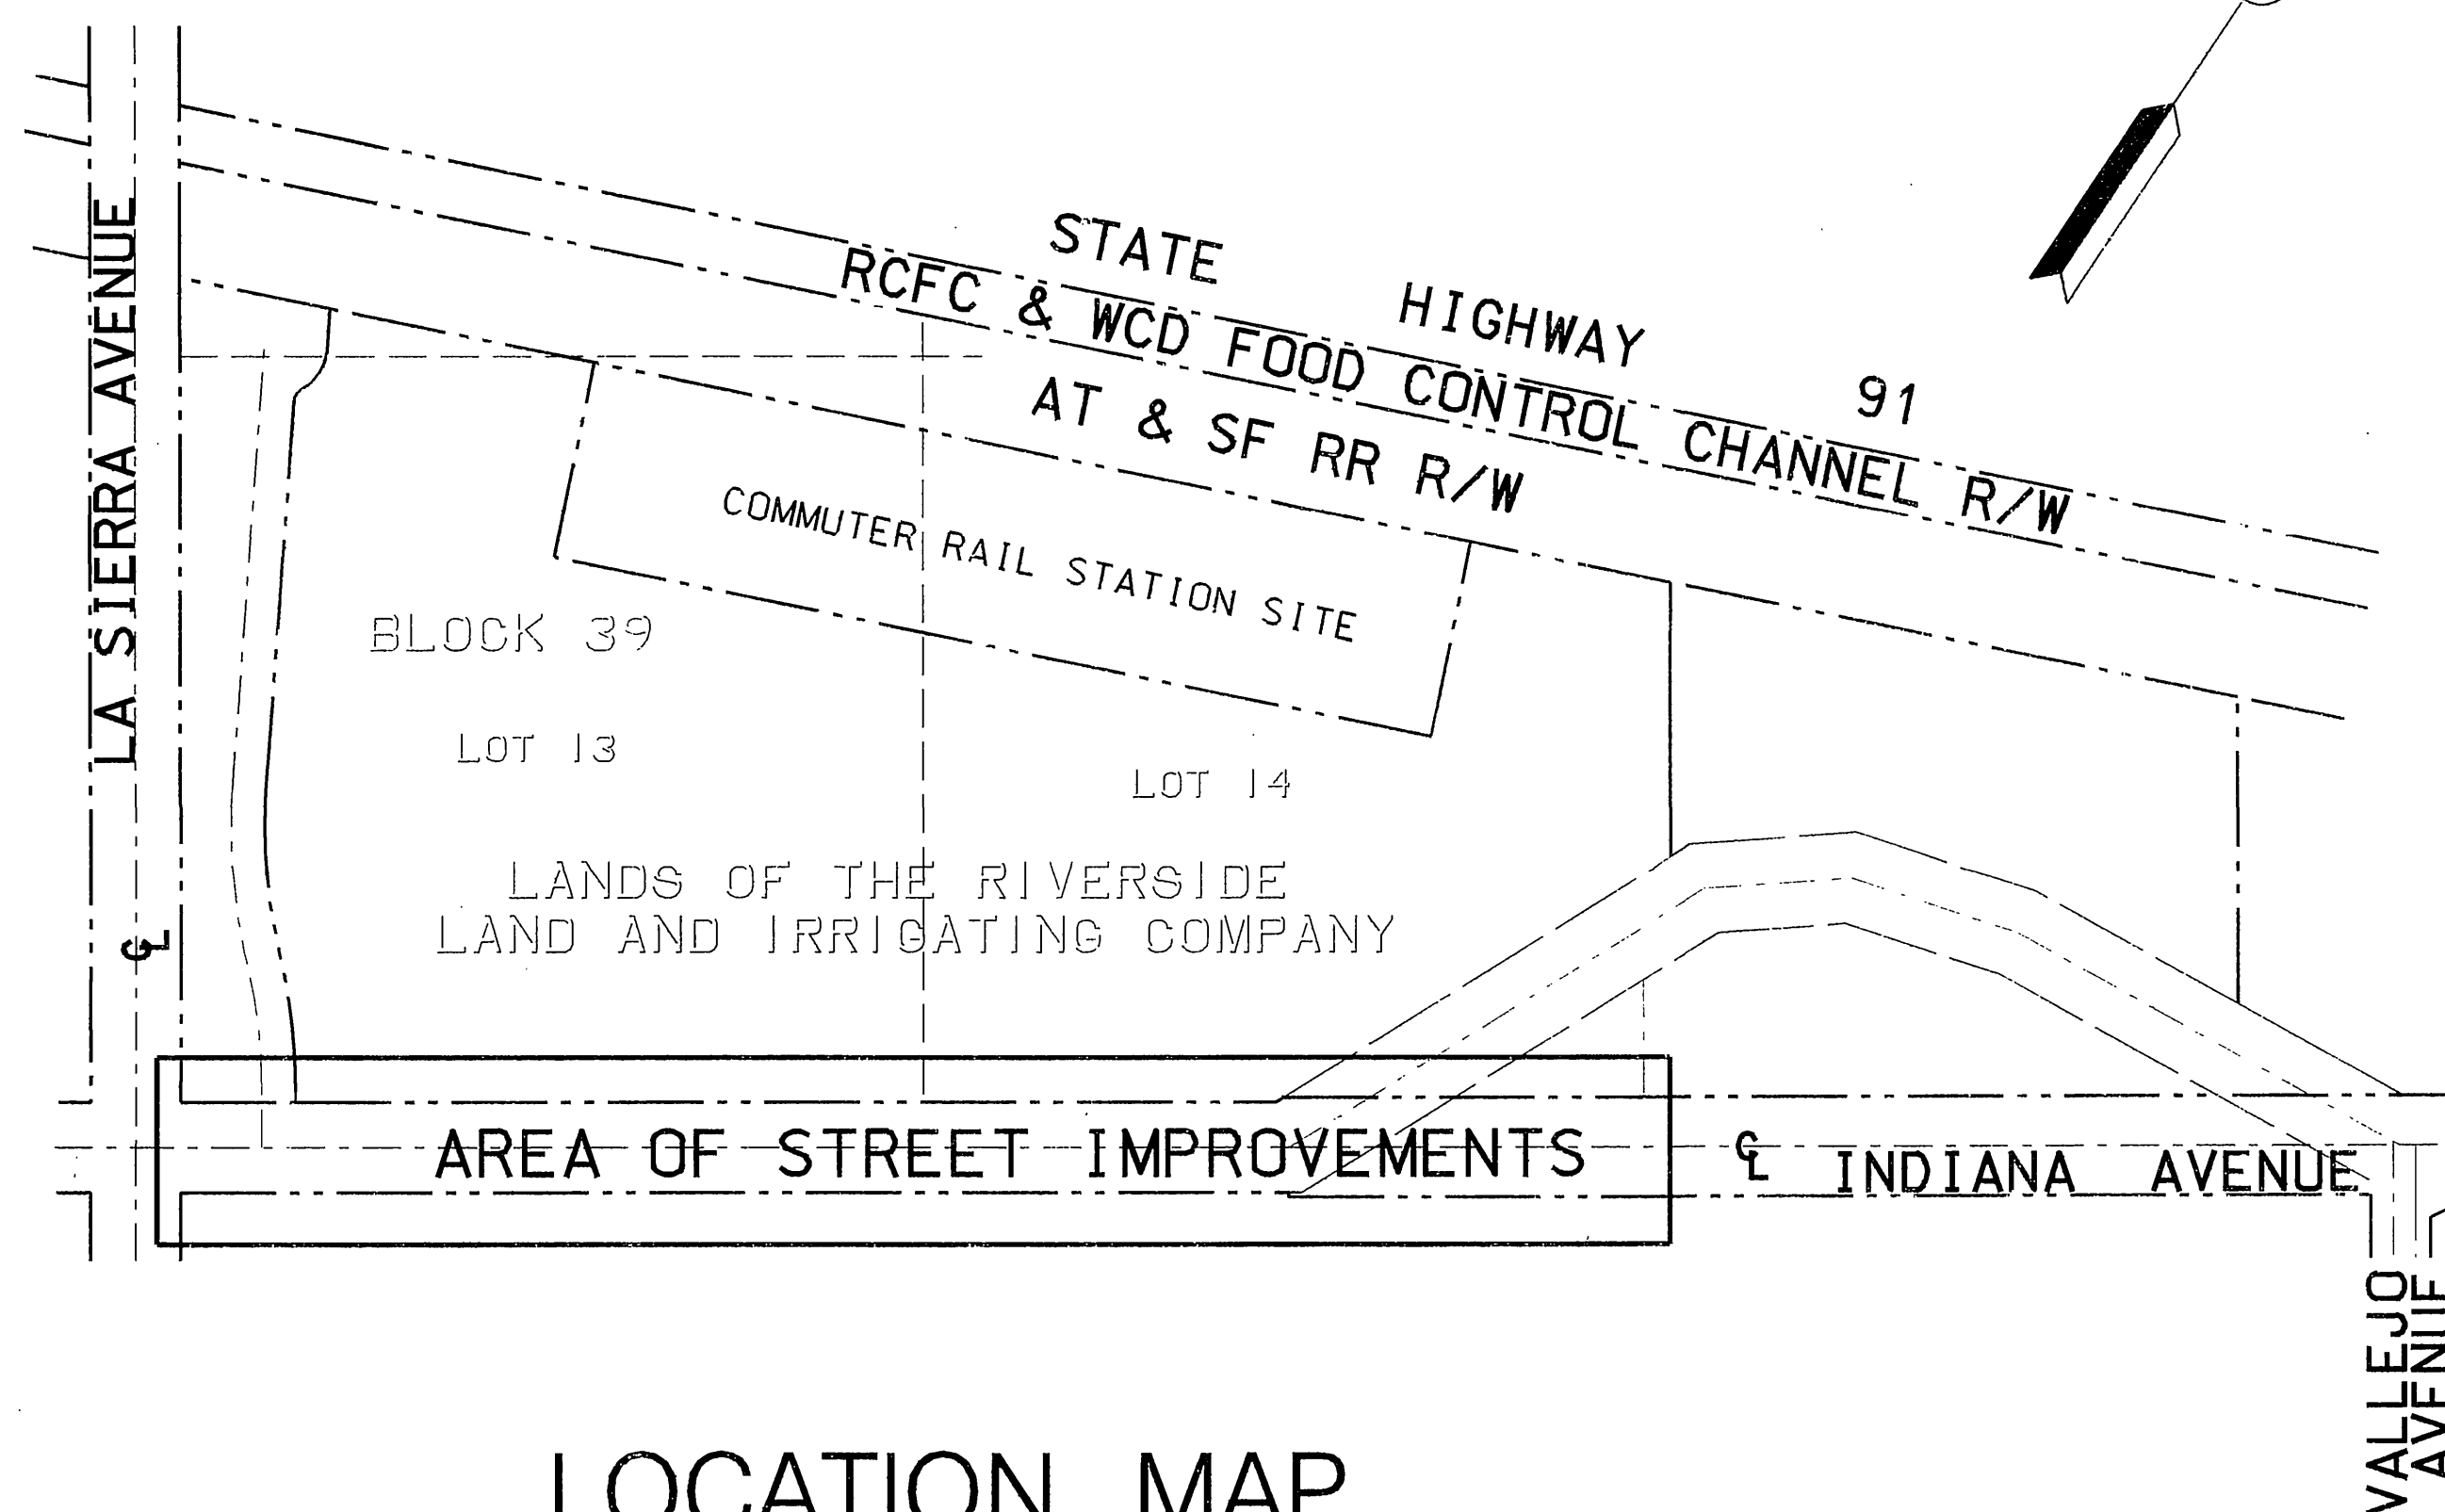 STATE HIGHWAY 91
RCFC & WCD FOOD CONTROL CHANNEL R/W
AT & SF RR R/W
COMMUTER RAIL STATION SITE
LA SIERRA AVENUE
BLOCK 39
LOT 13
LOT 14
LANDS OF THE RIVERSIDE
LAND AND IRRIGATING COMPANY
℄
AREA OF STREET IMPROVEMENTS
℄ INDIANA AVENUE
VALLEJO
AVENUE
LOCATION MAP